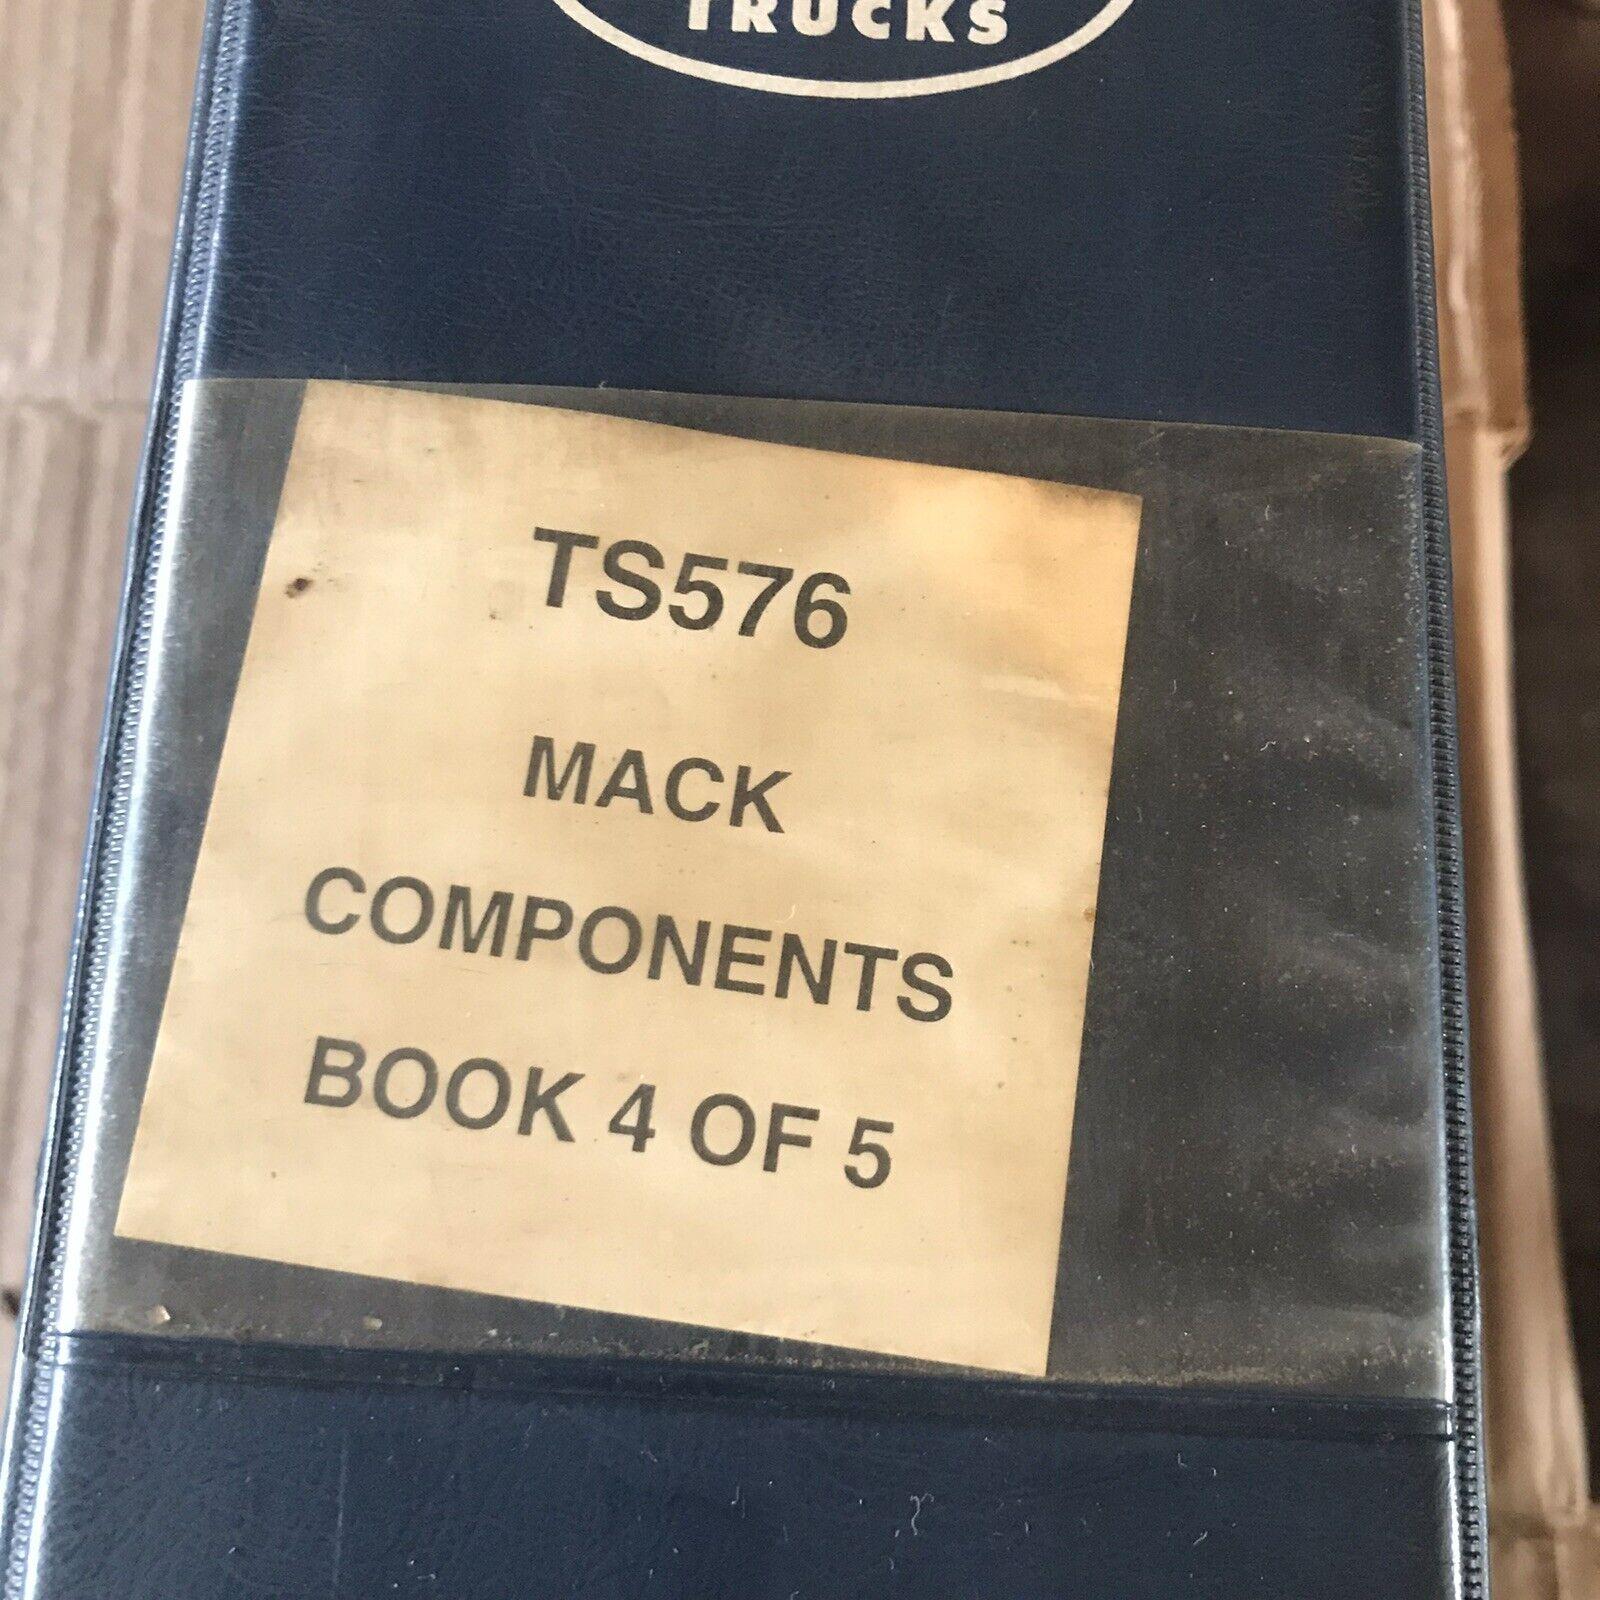 TRUCKS
TS576
MACK
COMPONENTS
BOOK 4 OF 5